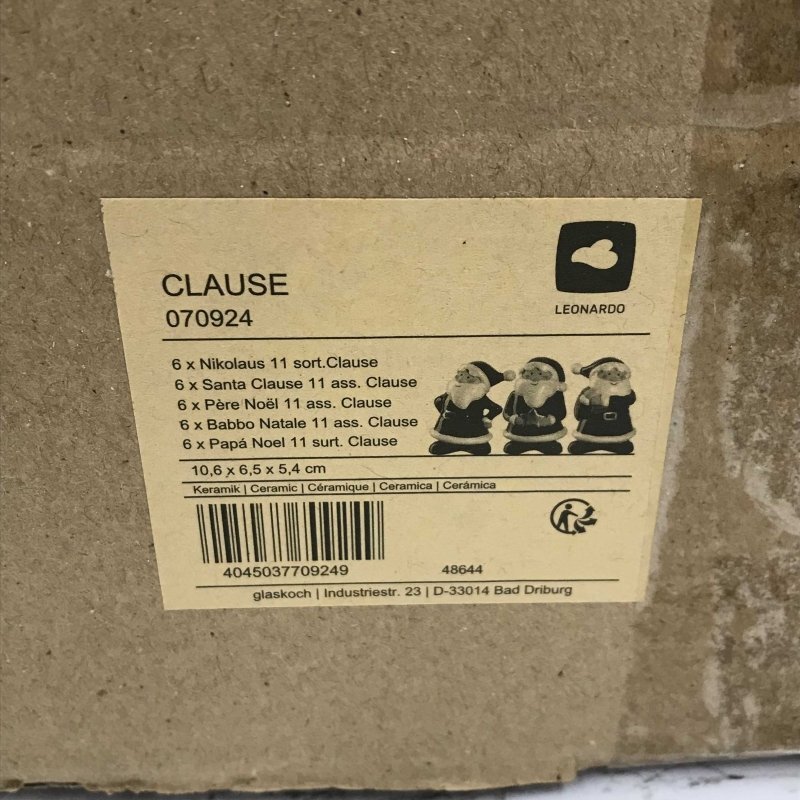 CLAUSE
070924
LEONARDO
6 x Nikolaus 11 sort.Clause
6 x Santa Clause 11 ass. Clause
6 x Père Noël 11 ass. Clause
6 x Babbo Natale 11 ass. Clause
6 x Papá Noel 11 surt. Clause
10,6 x 6,5 x 5,4 cm
Keramik | Ceramic | Céramique | Ceramica | Cerámica
4045037709249
48644
glaskoch | Industriestr. 23 | D-33014 Bad Driburg